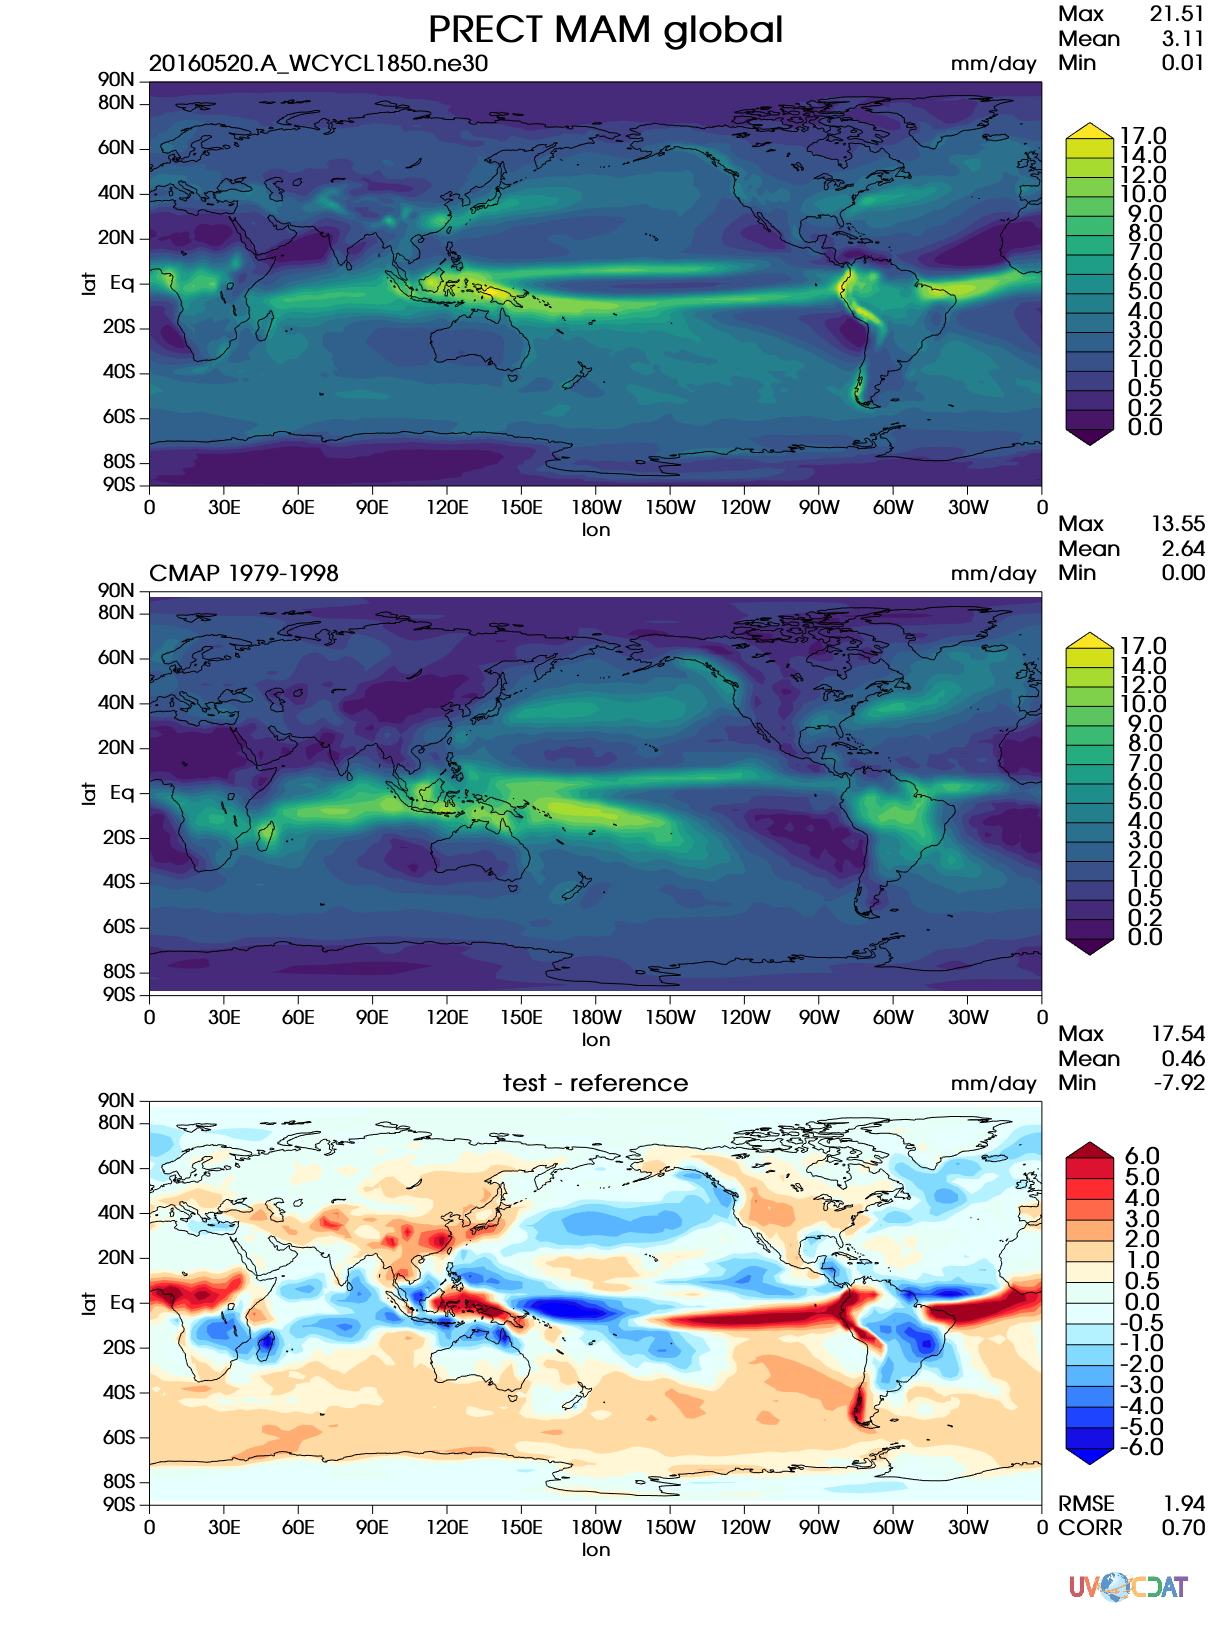 PRECT MAM global
20160520.A_WCYCL1850.ne30
mm/day
Max 21.51
Mean 3.11
Min 0.01
90N
80N
60N
40N
20N
Eq
20S
40S
60S
80S
90S
lat
0 30E 60E 90E 120E 150E 180W 150W 120W 90W 60W 30W 0
lon
17.0
14.0
12.0
10.0
9.0
8.0
7.0
6.0
5.0
4.0
3.0
2.0
1.0
0.5
0.2
0.0
CMAP 1979-1998
mm/day
Max 13.55
Mean 2.64
Min 0.00
90N
80N
60N
40N
20N
Eq
20S
40S
60S
80S
90S
lat
0 30E 60E 90E 120E 150E 180W 150W 120W 90W 60W 30W 0
lon
17.0
14.0
12.0
10.0
9.0
8.0
7.0
6.0
5.0
4.0
3.0
2.0
1.0
0.5
0.2
0.0
test - reference
mm/day
Max 17.54
Mean 0.46
Min -7.92
90N
80N
60N
40N
20N
Eq
20S
40S
60S
80S
90S
lat
0 30E 60E 90E 120E 150E 180W 150W 120W 90W 60W 30W 0
lon
6.0
5.0
4.0
3.0
2.0
1.0
0.5
0.0
-0.5
-1.0
-2.0
-3.0
-4.0
-5.0
-6.0
RMSE 1.94
CORR 0.70
UV CDAT